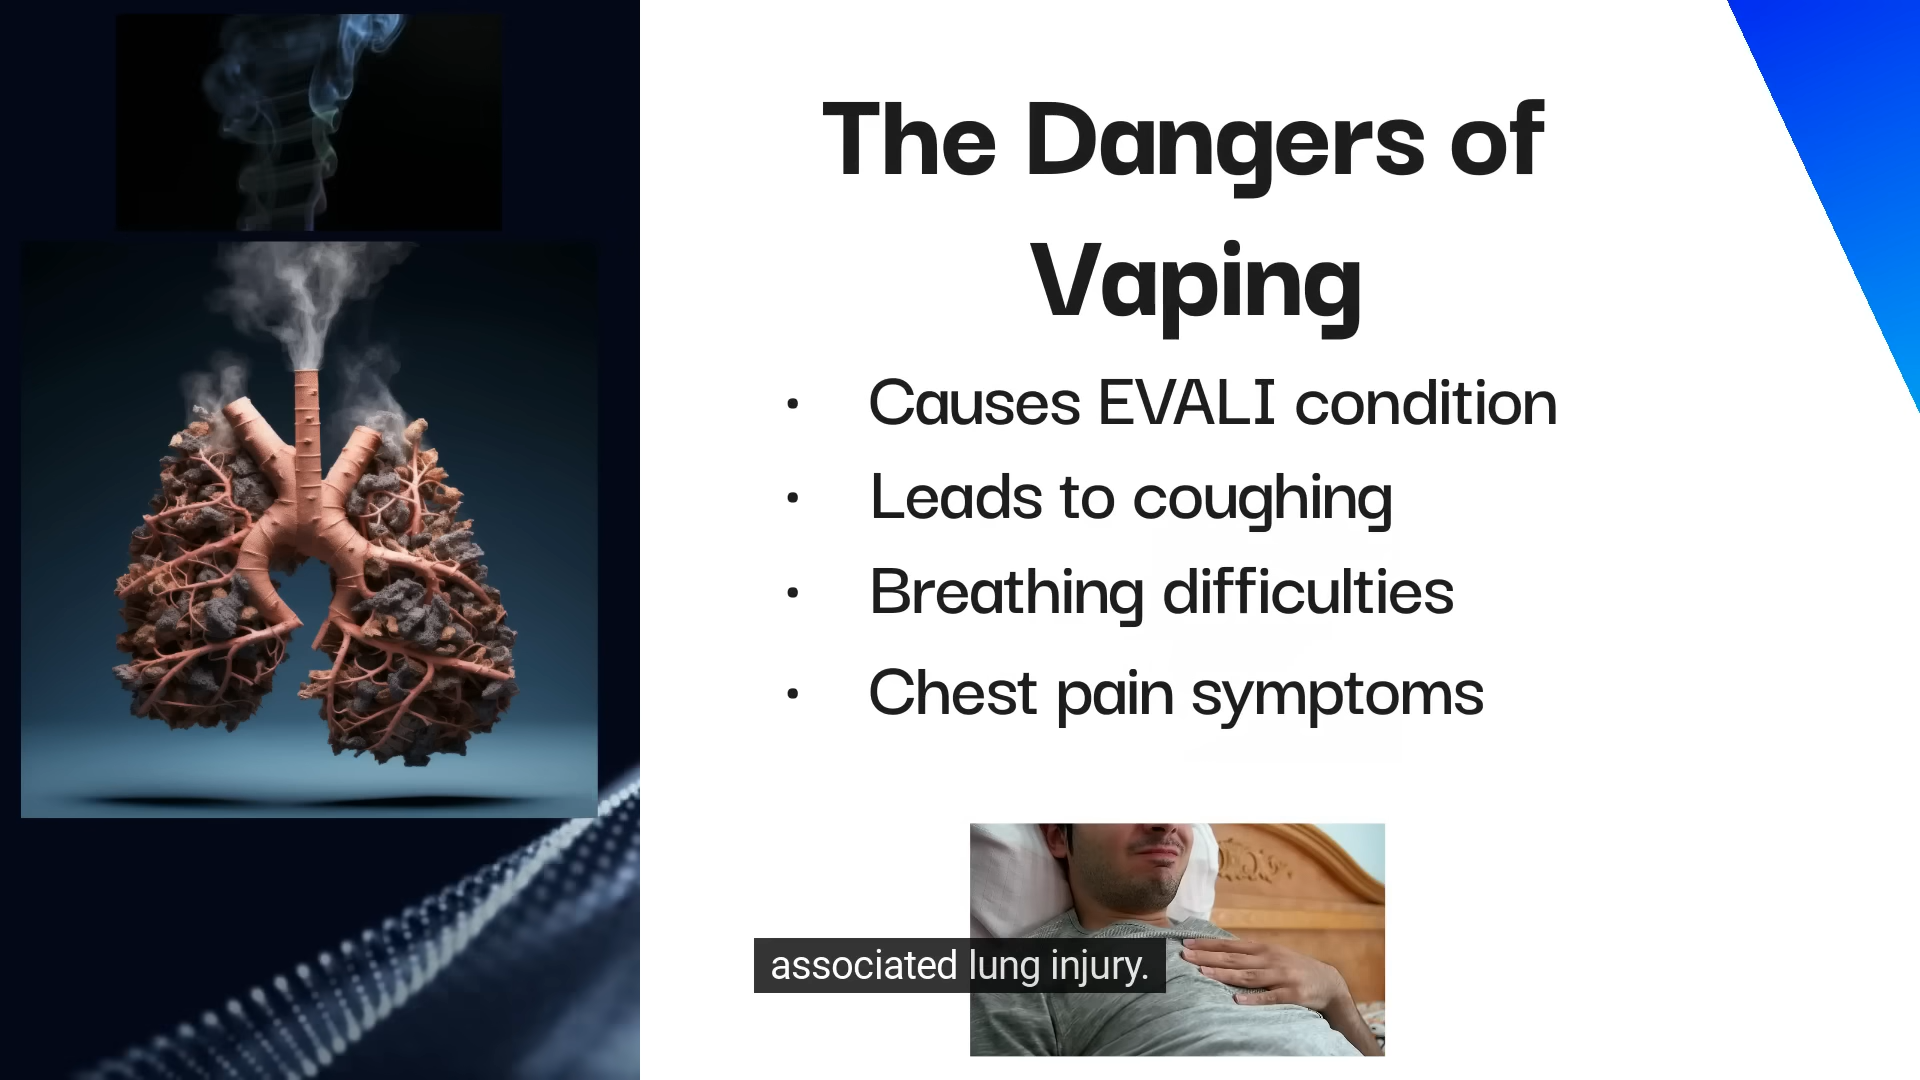 The Dangers of
Vaping
· Causes EVALI condition
· Leads to coughing
· Breathing difficulties
· Chest pain symptoms
associated lung injury.